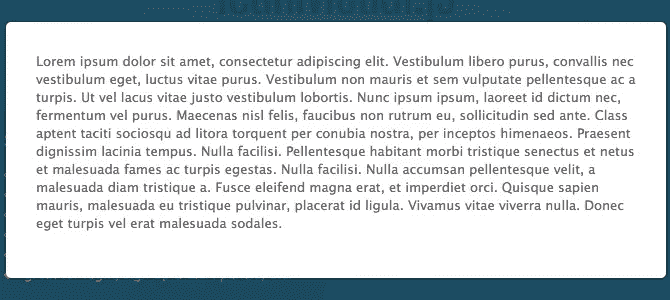 Lorem ipsum dolor sit amet, consectetur adipiscing elit. Vestibulum libero purus, convallis nec
vestibulum eget, luctus vitae purus. Vestibulum non mauris et sem vulputate pellentesque ac a
turpis. Ut vel lacus vitae justo vestibulum lobortis. Nunc ipsum ipsum, laoreet id dictum nec,
fermentum vel purus. Maecenas nisl felis, faucibus non rutrum eu, sollicitudin sed ante. Class
aptent taciti sociosqu ad litora torquent per conubia nostra, per inceptos himenaeos. Praesent
dignissim lacinia tempus. Nulla facilisi. Pellentesque habitant morbi tristique senectus et netus
et malesuada fames ac turpis egestas. Nulla facilisi. Nulla accumsan pellentesque velit, a
malesuada diam tristique a. Fusce eleifend magna erat, et imperdiet orci. Quisque sapien
mauris, malesuada eu tristique pulvinar, placerat id ligula. Vivamus vitae viverra nulla. Donec
eget turpis vel erat malesuada sodales.